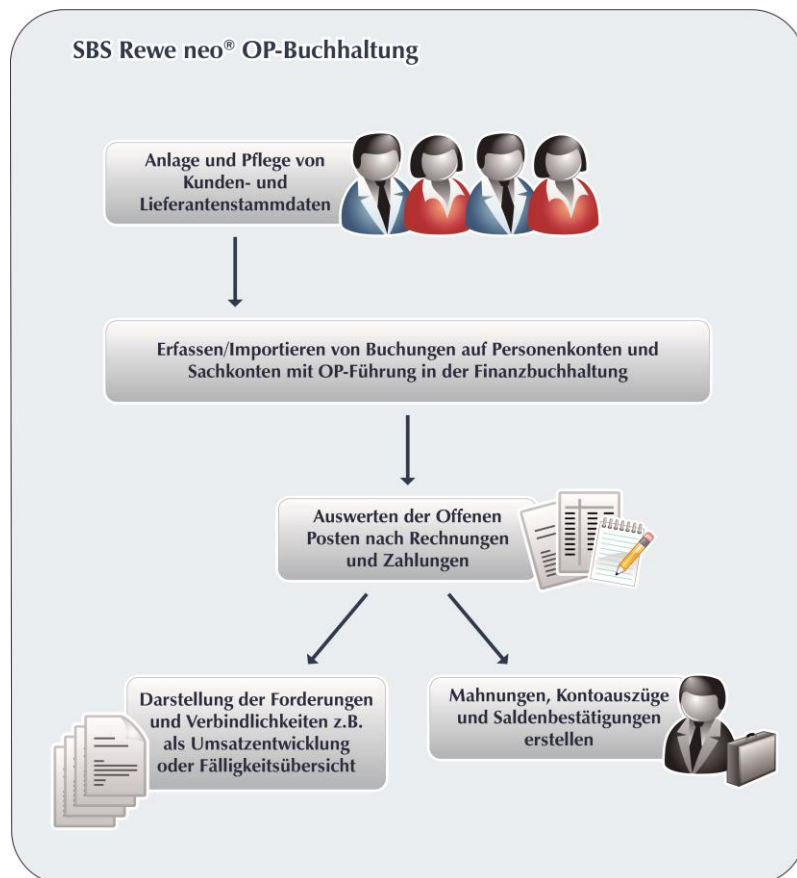 SBS Rewe neo® OP-Buchhaltung
Anlage und Pflege von
Kunden- und
Lieferantenstammdaten
Erfassen/Importieren von Buchungen auf Personenkonten und
Sachkonten mit OP-Führung in der Finanzbuchhaltung
Auswerten der Offenen
Posten nach Rechnungen
und Zahlungen
Darstellung der Forderungen
und Verbindlichkeiten z.B.
als Umsatzentwicklung
oder Fälligkeitsübersicht
Mahnungen, Kontoauszüge
und Saldenbestätigungen
erstellen